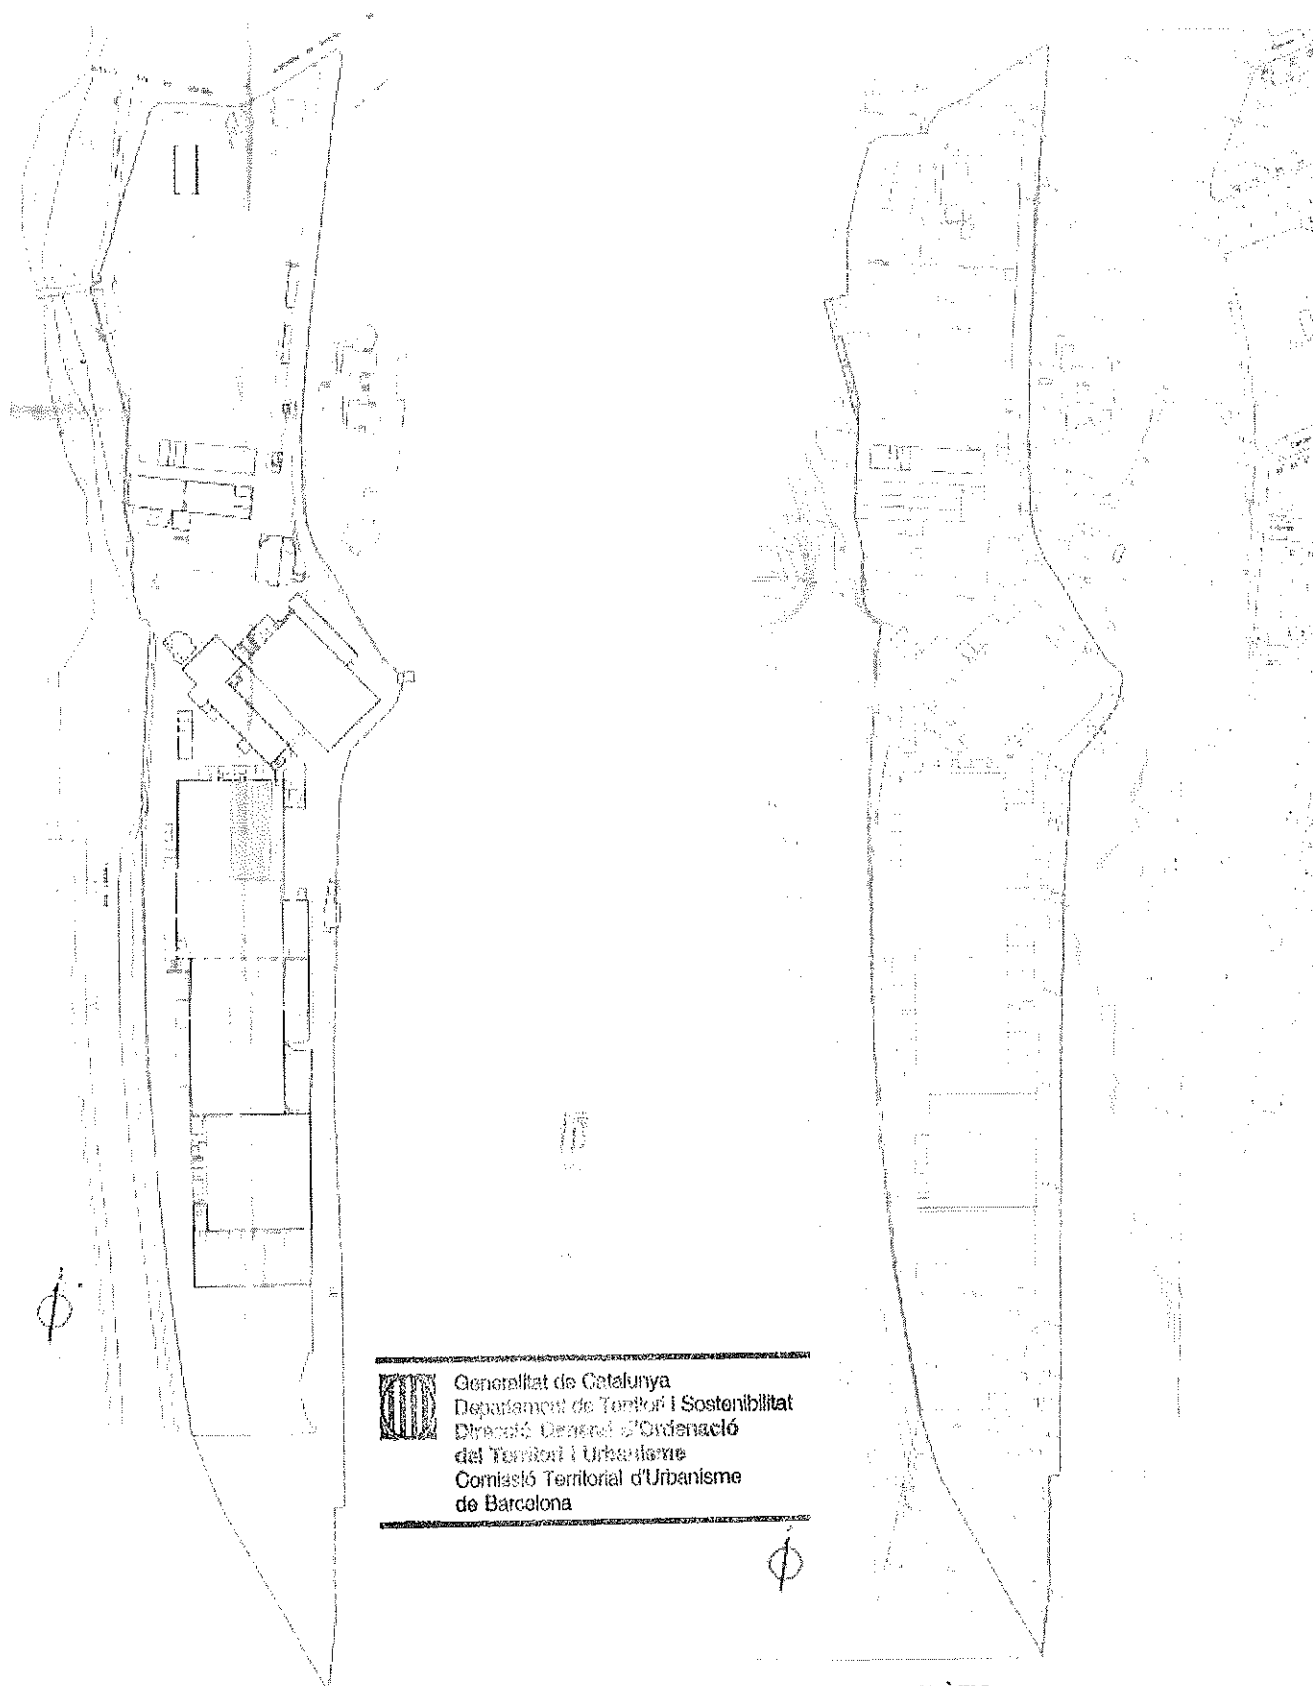 Generalitat de Catalunya
Departament de Territori i Sostenibilitat
Direcció General d'Ordenació
del Territori i Urbanisme
Comissió Territorial d'Urbanisme
de Barcelona